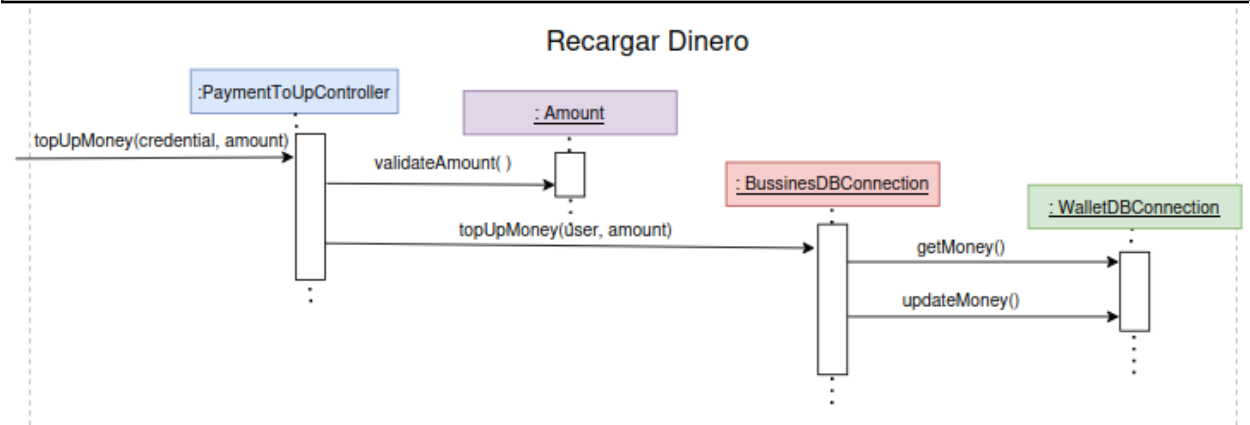 Recargar Dinero
:PaymentToUpController
: Amount
topUpMoney(credential, amount)
validateAmount( )
: BussinesDBConnection
: WalletDBConnection
topUpMoney(user, amount)
getMoney()
updateMoney()